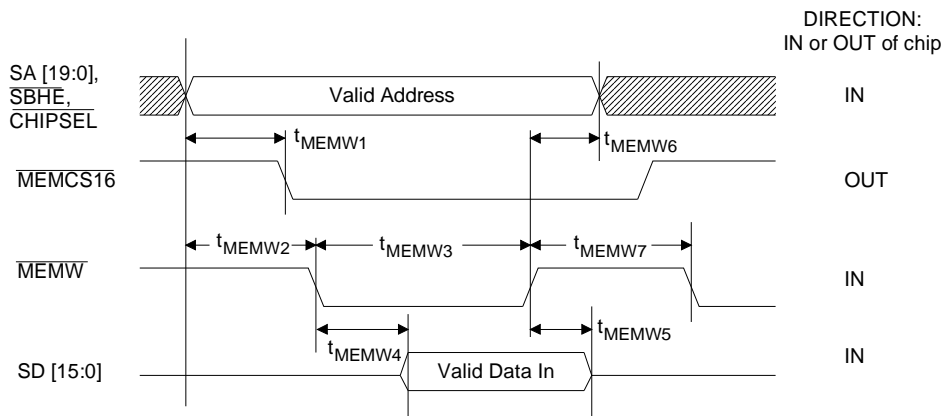 DIRECTION:
IN or OUT of chip
SA [19:0],
SBHE,
CHIPSEL
Valid Address
IN
tMEMW1
tMEMW6
MEMCS16
OUT
tMEMW2
tMEMW3
tMEMW7
MEMW
IN
tMEMW4
tMEMW5
SD [15:0]
Valid Data In
IN